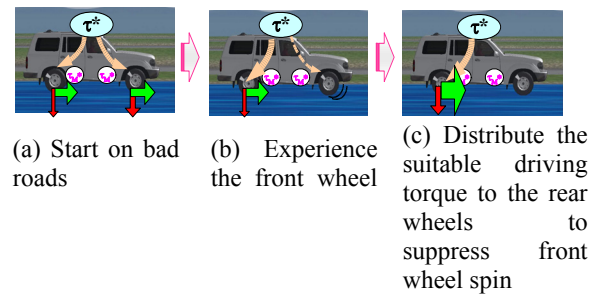 τ*
τ*
τ*
(a) Start on bad
roads
(b) Experience
the front wheel
(c) Distribute the
suitable driving
torque to the rear
wheels to
suppress front
wheel spin